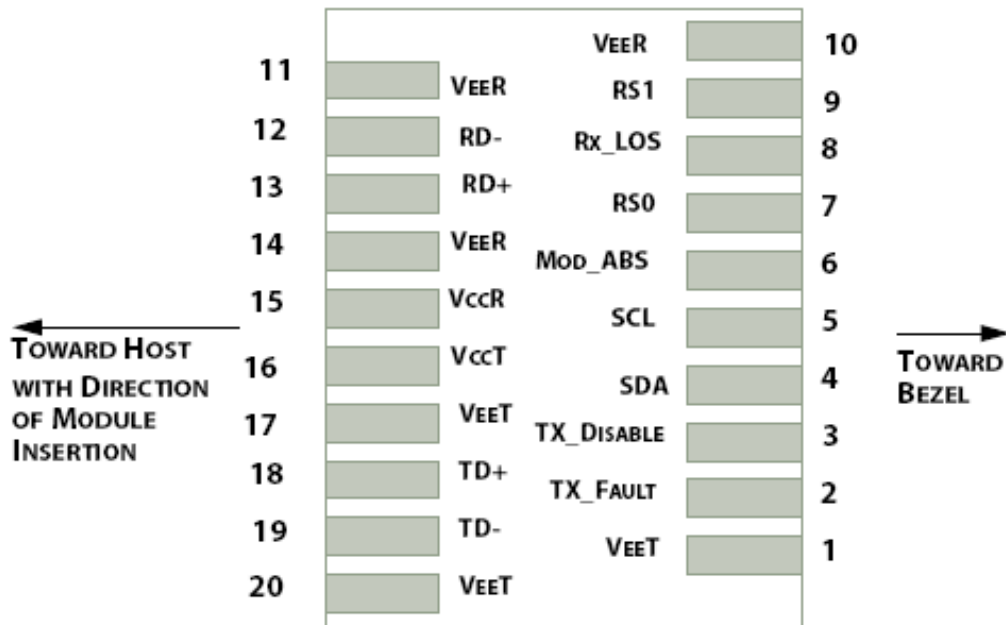 11
VEER
12
RD-
13
RD+
14
VEER
15
VCCR
16
VCCT
17
VEET
18
TD+
19
TD-
20
VEET
VEER
10
RS1
9
RX_LOS
8
RS0
7
MOD_ABS
6
SCL
5
SDA
4
TX_DISABLE
3
TX_FAULT
2
VEET
1
TOWARD HOST
WITH DIRECTION
OF MODULE
INSERTION
TOWARD
BEZEL